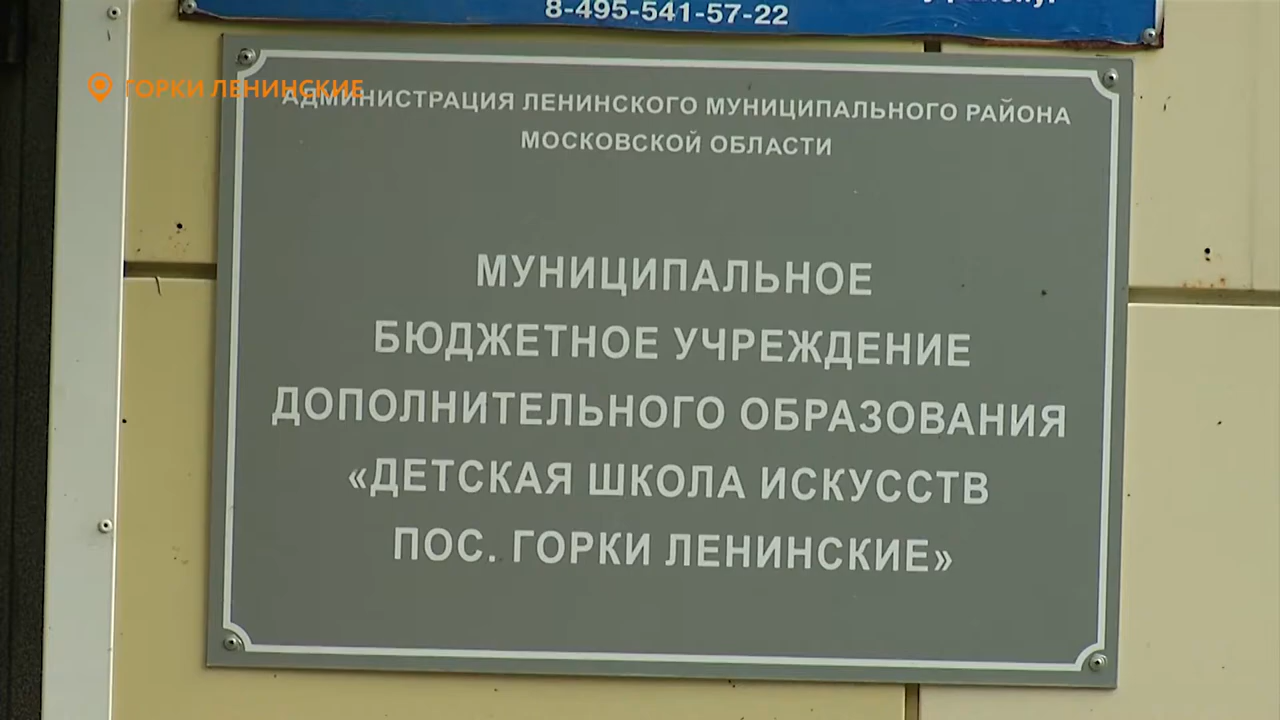 8-495-541-57-22
ГОРКИ ЛЕНИНСКИЕ
АДМИНИСТРАЦИЯ ЛЕНИНСКОГО МУНИЦИПАЛЬНОГО РАЙОНА
МОСКОВСКОЙ ОБЛАСТИ
МУНИЦИПАЛЬНОЕ
БЮДЖЕТНОЕ УЧРЕЖДЕНИЕ
ДОПОЛНИТЕЛЬНОГО ОБРАЗОВАНИЯ
«ДЕТСКАЯ ШКОЛА ИСКУССТВ
ПОС. ГОРКИ ЛЕНИНСКИЕ»